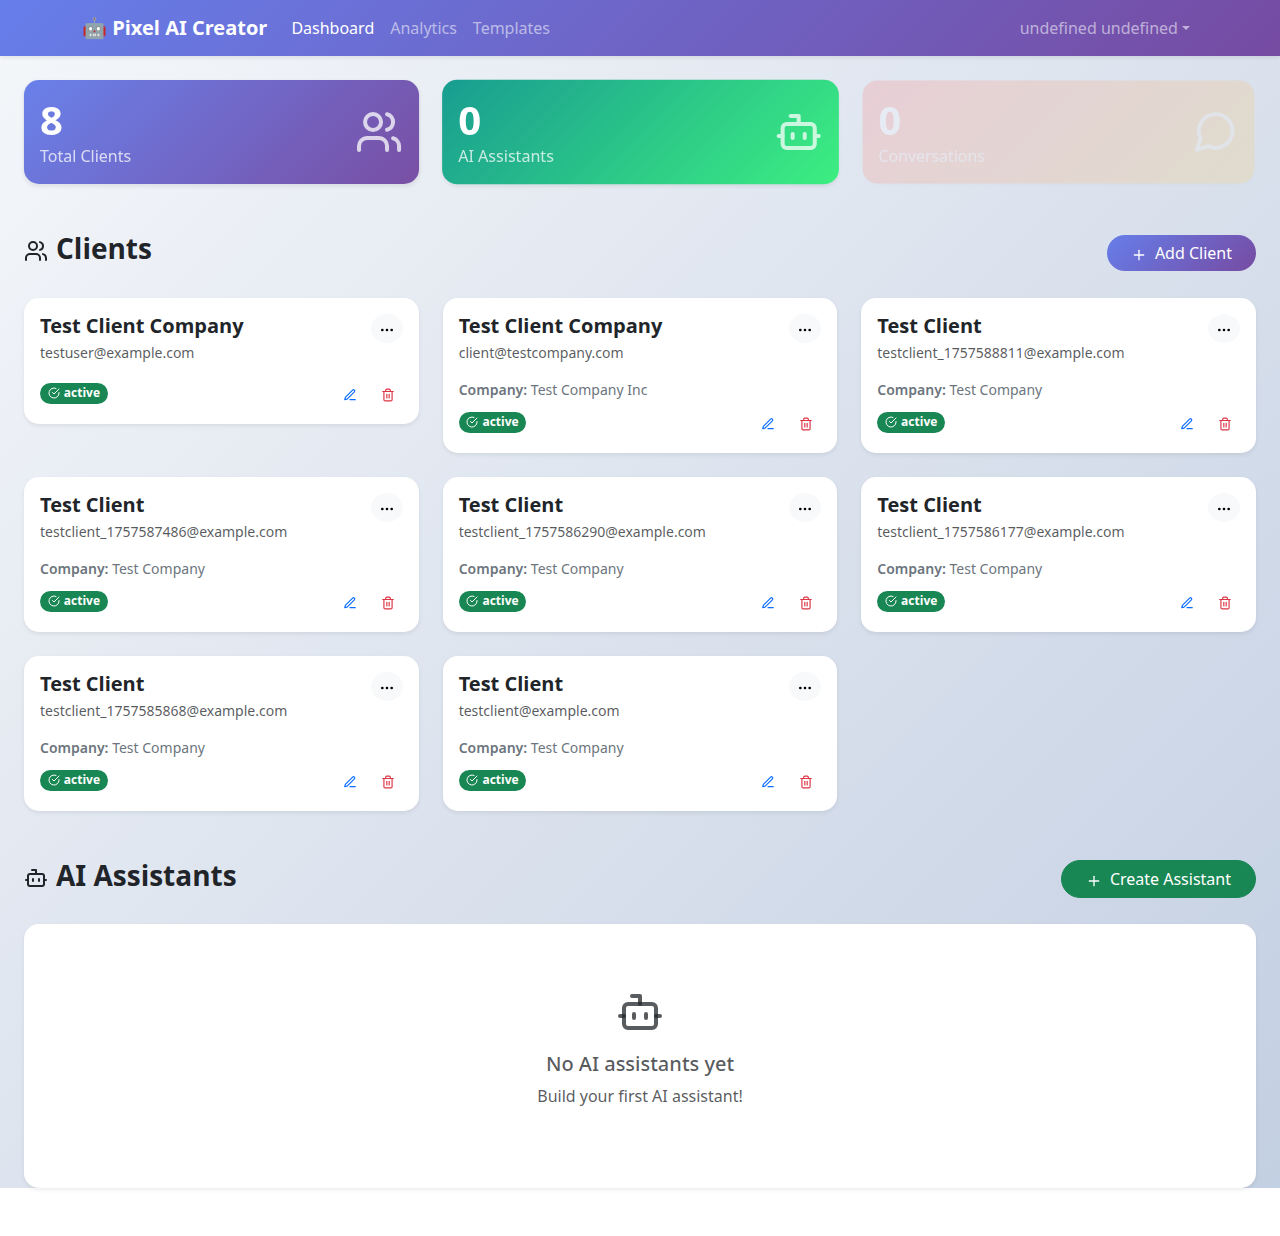 🤖 Pixel AI Creator Dashboard Analytics Templates undefined undefined
8
Total Clients
0
AI Assistants
0
Conversations
Clients
+ Add Client
Test Client Company
testuser@example.com
active
Test Client Company
client@testcompany.com
Company: Test Company Inc
active
Test Client
testclient_1757588811@example.com
Company: Test Company
active
Test Client
testclient_1757587486@example.com
Company: Test Company
active
Test Client
testclient_1757586290@example.com
Company: Test Company
active
Test Client
testclient_1757586177@example.com
Company: Test Company
active
Test Client
testclient_1757585868@example.com
Company: Test Company
active
Test Client
testclient@example.com
Company: Test Company
active
AI Assistants
+ Create Assistant
No AI assistants yet
Build your first AI assistant!